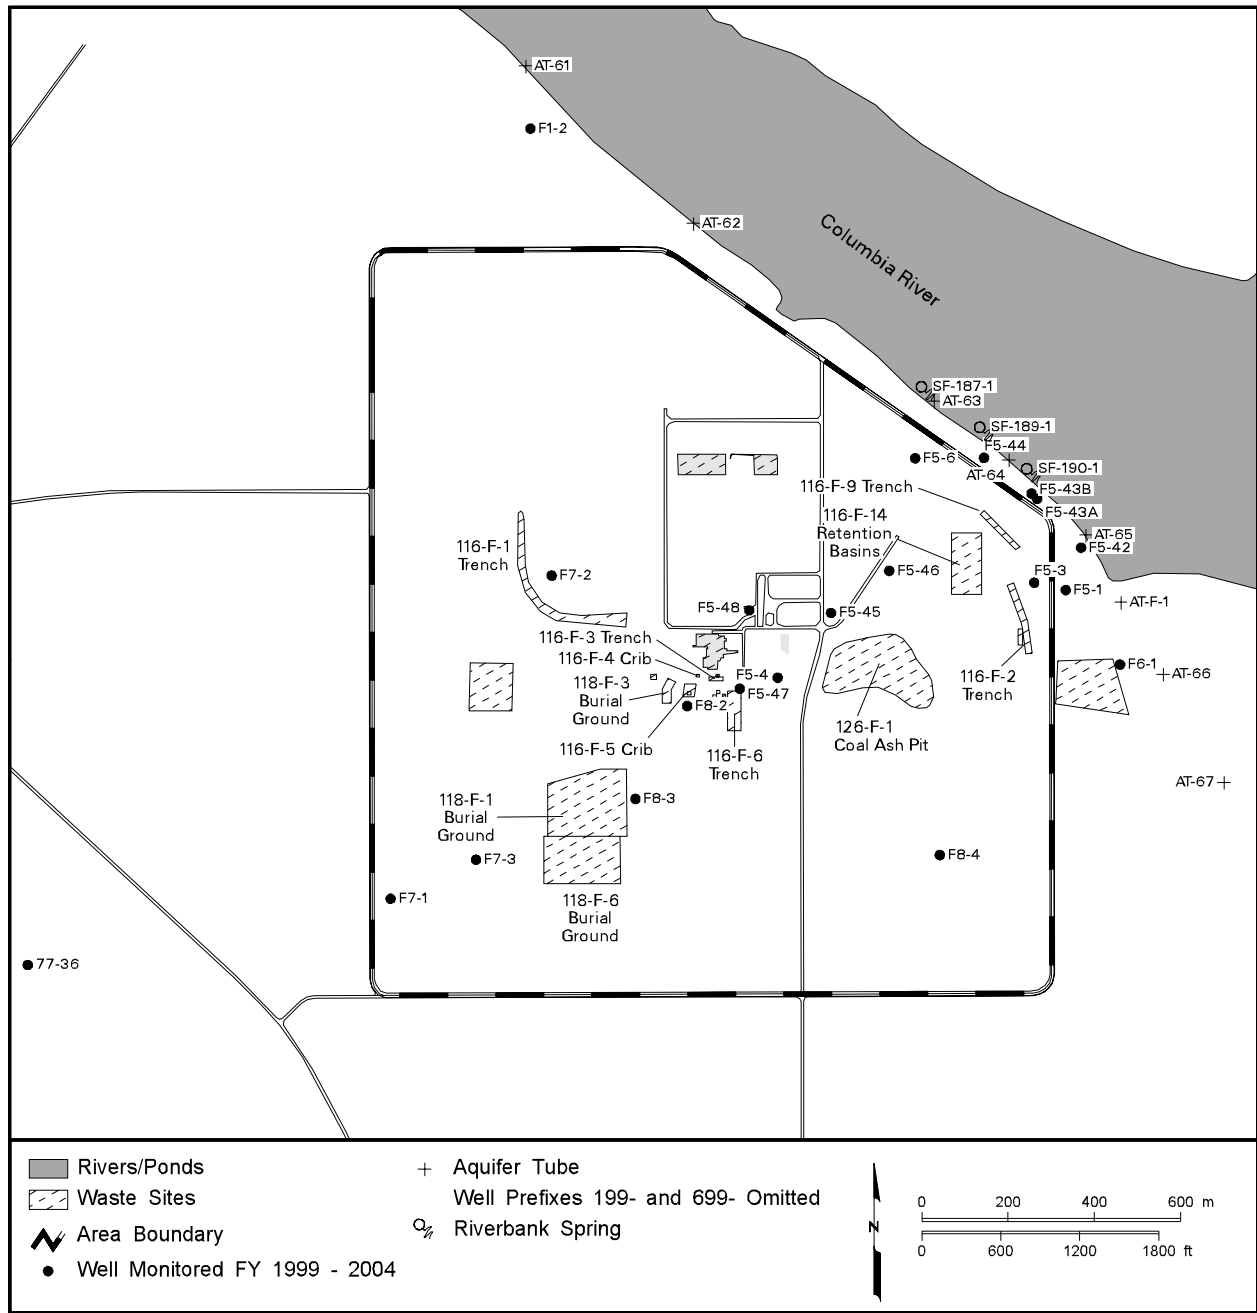 AT-61
F1-2
AT-62
Columbia River
SF-187-1
AT-63
SF-189-1
F5-44
F5-6
AT-64
SF-190-1
116-F-9 Trench
F5-43B
F5-43A
116-F-14
Retention
Basins
AT-65
F5-42
116-F-1
Trench
F7-2
F5-46
F5-3
F5-1
AT-F-1
F5-48
F5-45
116-F-3 Trench
116-F-4 Crib
F5-4
F5-47
118-F-3
Burial
Ground
F8-2
116-F-2
Trench
F6-1
AT-66
116-F-5 Crib
116-F-6
Trench
126-F-1
Coal Ash Pit
AT-67
118-F-1
Burial
Ground
F8-3
F7-3
F8-4
F7-1
118-F-6
Burial
Ground
77-36
Rivers/Ponds
Waste Sites
Area Boundary
Well Monitored FY 1999 - 2004
Aquifer Tube
Well Prefixes 199- and 699- Omitted
Riverbank Spring
N
0 200 400 600 m
0 600 1200 1800 ft